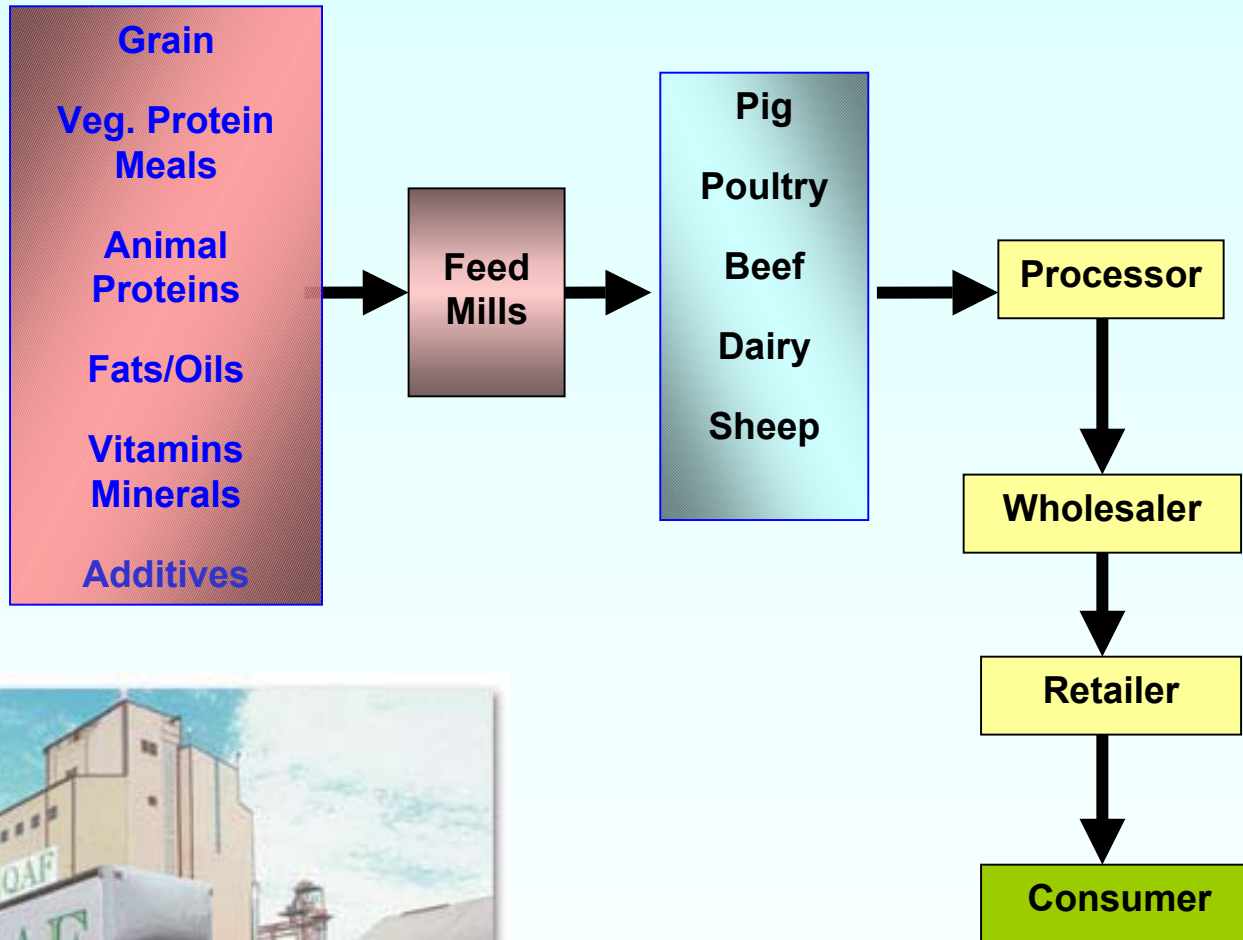 Grain
Veg. Protein
Meals
Animal
Proteins
Fats/Oils
Vitamins
Minerals
Additives
Feed
Mills
Pig
Poultry
Beef
Dairy
Sheep
Processor
Wholesaler
Retailer
Consumer
QAF